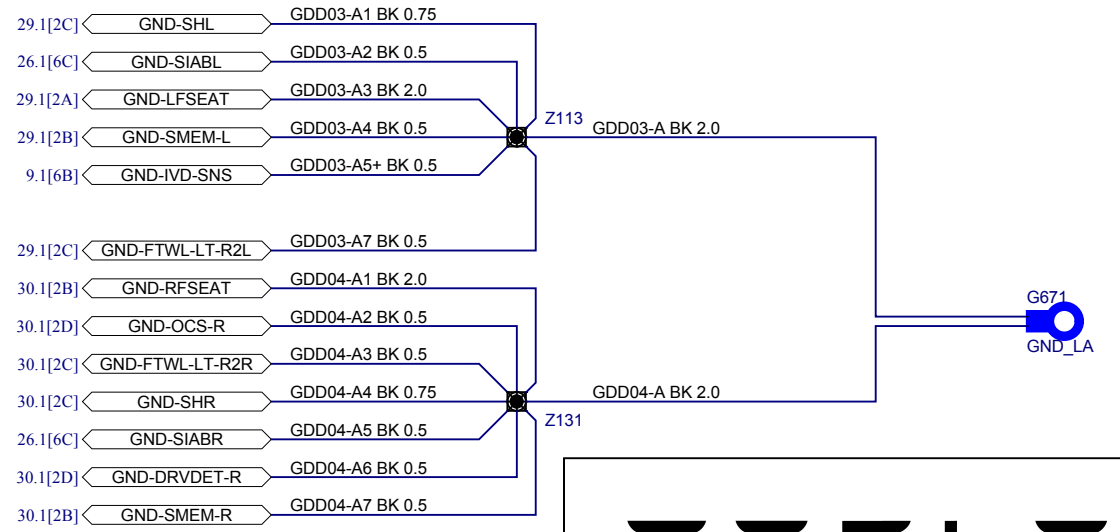 29.1[2C] GND-SHL GDD03-A1 BK 0.75
26.1[6C] GND-SIABL GDD03-A2 BK 0.5
29.1[2A] GND-LFSEAT GDD03-A3 BK 2.0
Z113
29.1[2B] GND-SMEM-L GDD03-A4 BK 0.5 GDD03-A BK 2.0
9.1[6B] GND-IVD-SNS GDD03-A5+ BK 0.5
29.1[2C] GND-FTWL-LT-R2L GDD03-A7 BK 0.5
30.1[2B] GND-RFSEAT GDD04-A1 BK 2.0
G671
30.1[2D] GND-OCS-R GDD04-A2 BK 0.5
GND_LA
30.1[2C] GND-FTWL-LT-R2R GDD04-A3 BK 0.5
30.1[2C] GND-SHR GDD04-A4 BK 0.75 GDD04-A BK 2.0
Z131
26.1[6C] GND-SIABR GDD04-A5 BK 0.5
30.1[2D] GND-DRVDET-R GDD04-A6 BK 0.5
30.1[2B] GND-SMEM-R GDD04-A7 BK 0.5